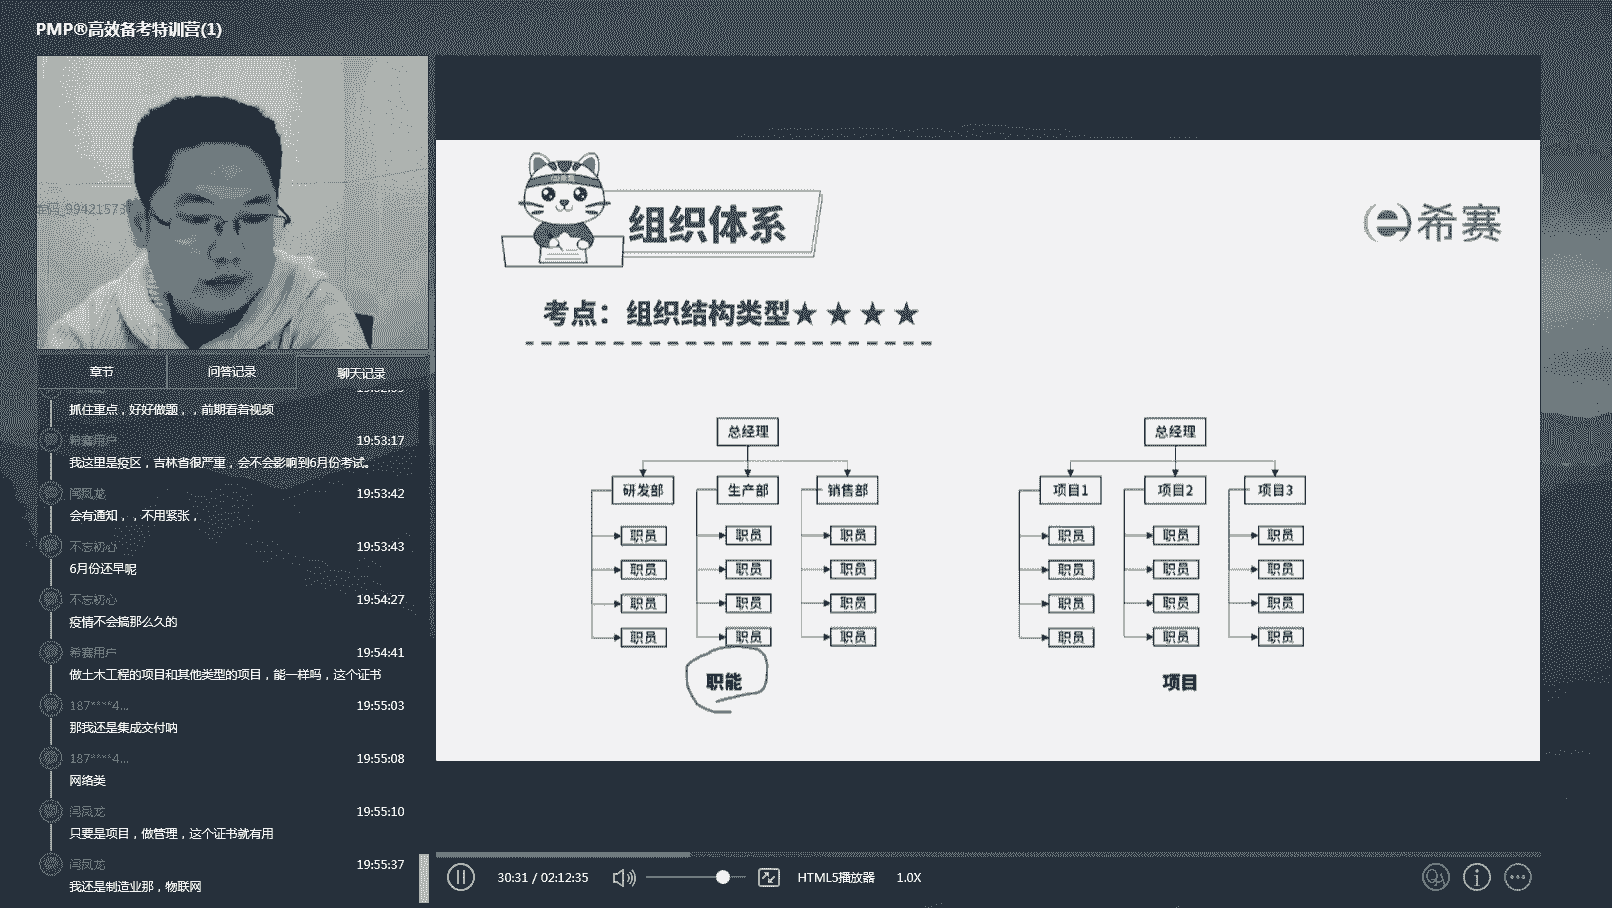 PMP®高效备考特训营(1)
9942157
章节
问答记录
聊天记录
抓住重点，好好做题，，前期看着视频
希赛用户
19:53:17
我这里是疫区，吉林省很严重，会不会影响到6月份考试。
闫凤龙
19:53:42
会有通知，，不用紧张，
不忘初心
19:53:43
6月份还早呢
不忘初心
19:54:27
疫情不会搞那么久的
希赛用户
19:54:41
做土木工程的项目和其他类型的项目，能一样吗，这个证书
187****4...
19:55:03
那我还是集成交付呐
187****4...
19:55:08
网络类
闫凤龙
19:55:10
只要是项目，做管理，这个证书就有用
闫凤龙
19:55:37
我还是制造业那，物联网
组织体系
希赛
考点：组织结构类型★★★★
总经理
研发部 生产部 销售部
职员 职员 职员
职员 职员 职员
职员 职员 职员
职员 职员 职员
职能
总经理
项目1 项目2 项目3
职员 职员 职员
职员 职员 职员
职员 职员 职员
职员 职员 职员
项目
30:31 / 02:12:35
HTML5播放器
1.0X